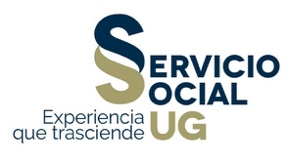 SERVICIO
SOCIAL
Experiencia
que trasciende UG